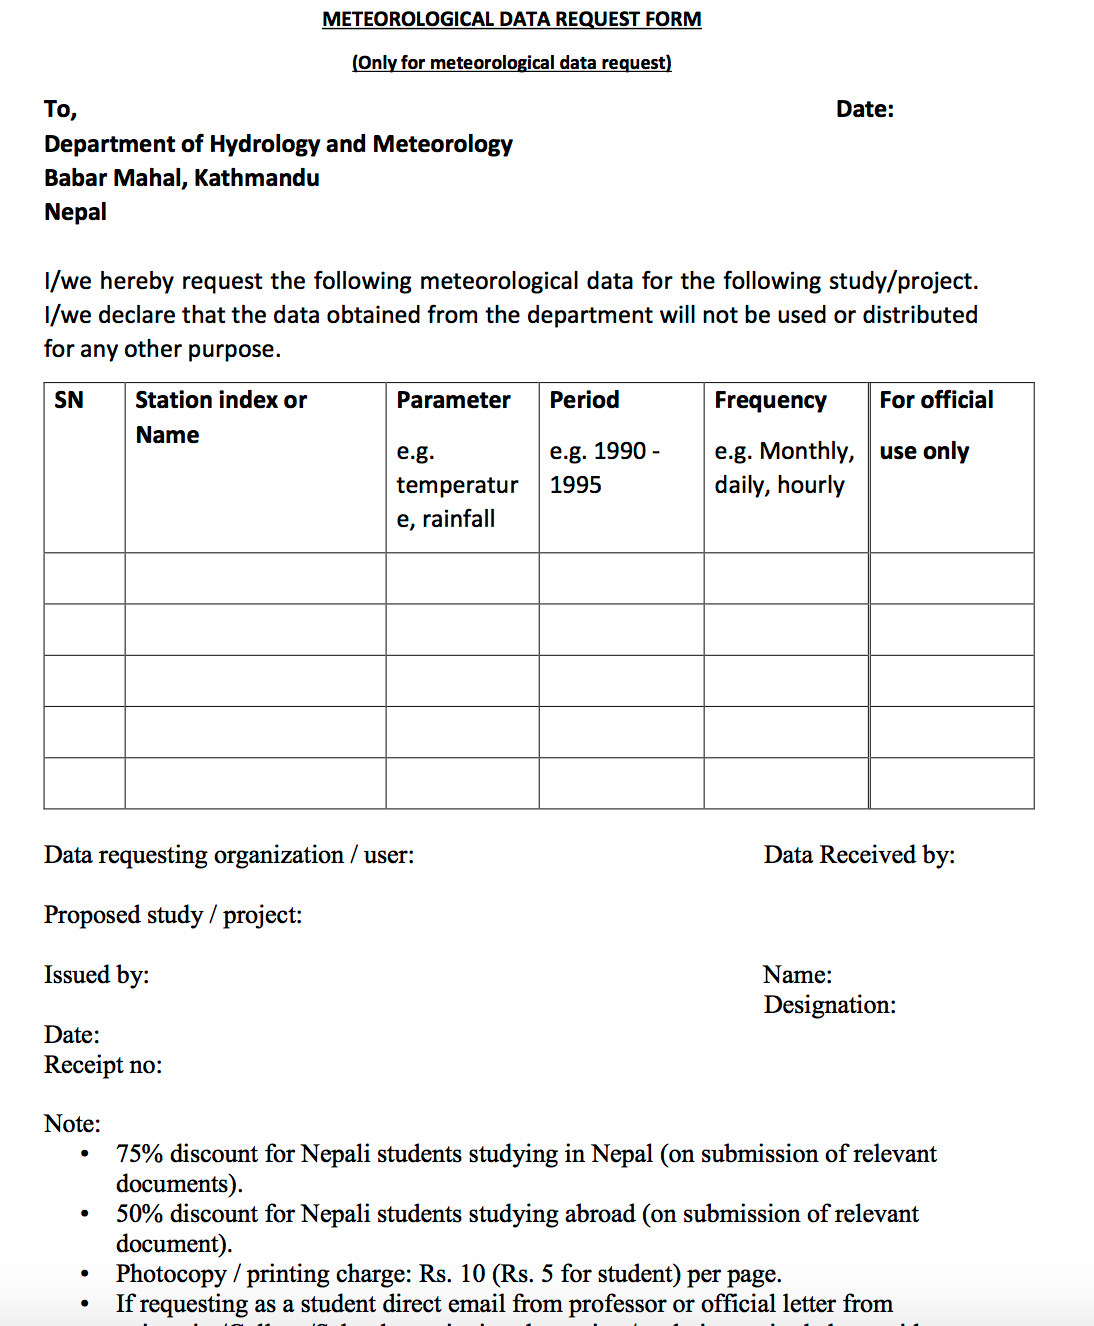 METEOROLOGICAL DATA REQUEST FORM
(Only for meteorological data request)
To,
Date:
Department of Hydrology and Meteorology
Babar Mahal, Kathmandu
Nepal
I/we hereby request the following meteorological data for the following study/project.
I/we declare that the data obtained from the department will not be used or distributed
for any other purpose.
SN
Station index or
Name
Parameter
e.g.
temperatur
e, rainfall
Period
e.g. 1990 -
1995
Frequency
e.g. Monthly,
daily, hourly
For official
use only
Data requesting organization / user:
Data Received by:
Proposed study / project:
Issued by:
Name:
Designation:
Date:
Receipt no:
Note:
• 75% discount for Nepali students studying in Nepal (on submission of relevant
documents).
• 50% discount for Nepali students studying abroad (on submission of relevant
document).
• Photocopy / printing charge: Rs. 10 (Rs. 5 for student) per page.
• If requesting as a student direct email from professor or official letter from